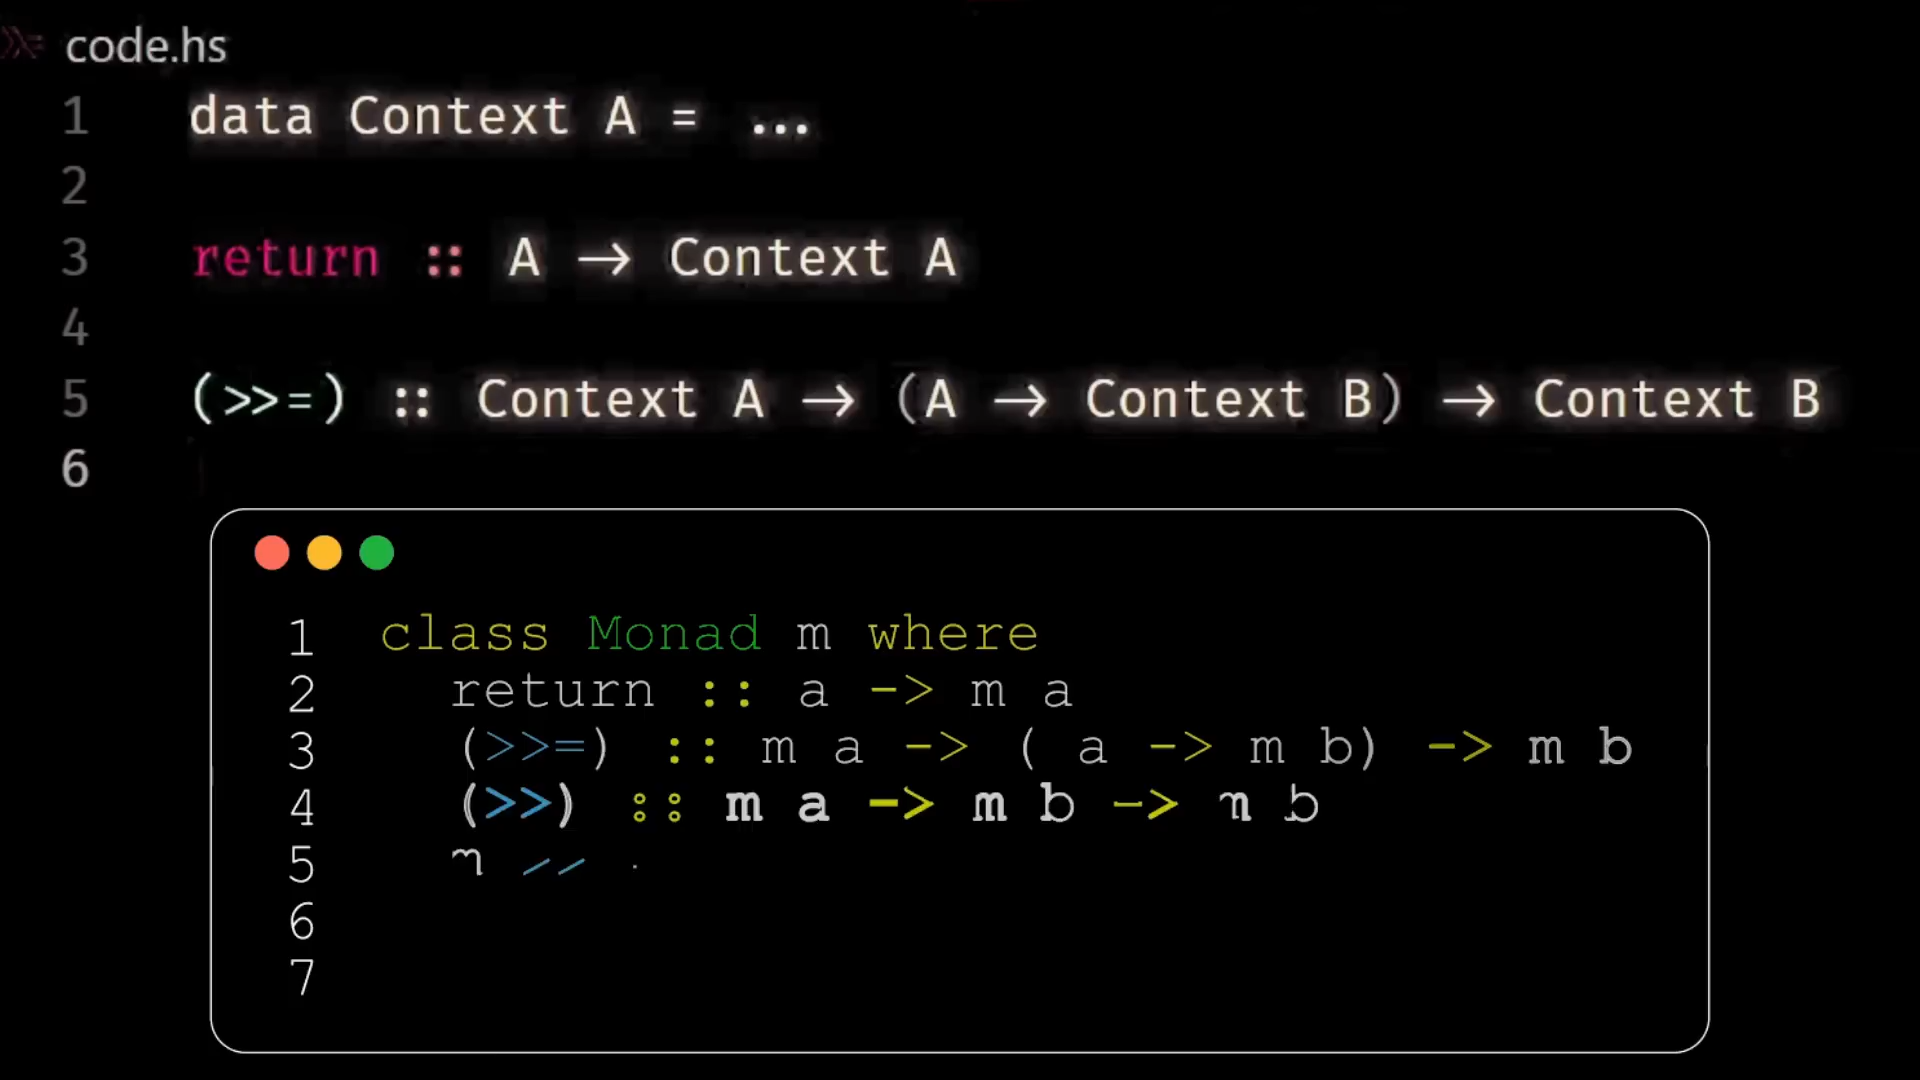 code.hs
1 data Context A = ...
2
3 return :: A → Context A
4
5 (>>=) :: Context A → (A → Context B) → Context B
6
1 class Monad m where
2 return :: a -> m a
3 (>>=) :: m a -> ( a -> m b) -> m b
4 (>>) :: m a -> m b -> m b
5
6
7